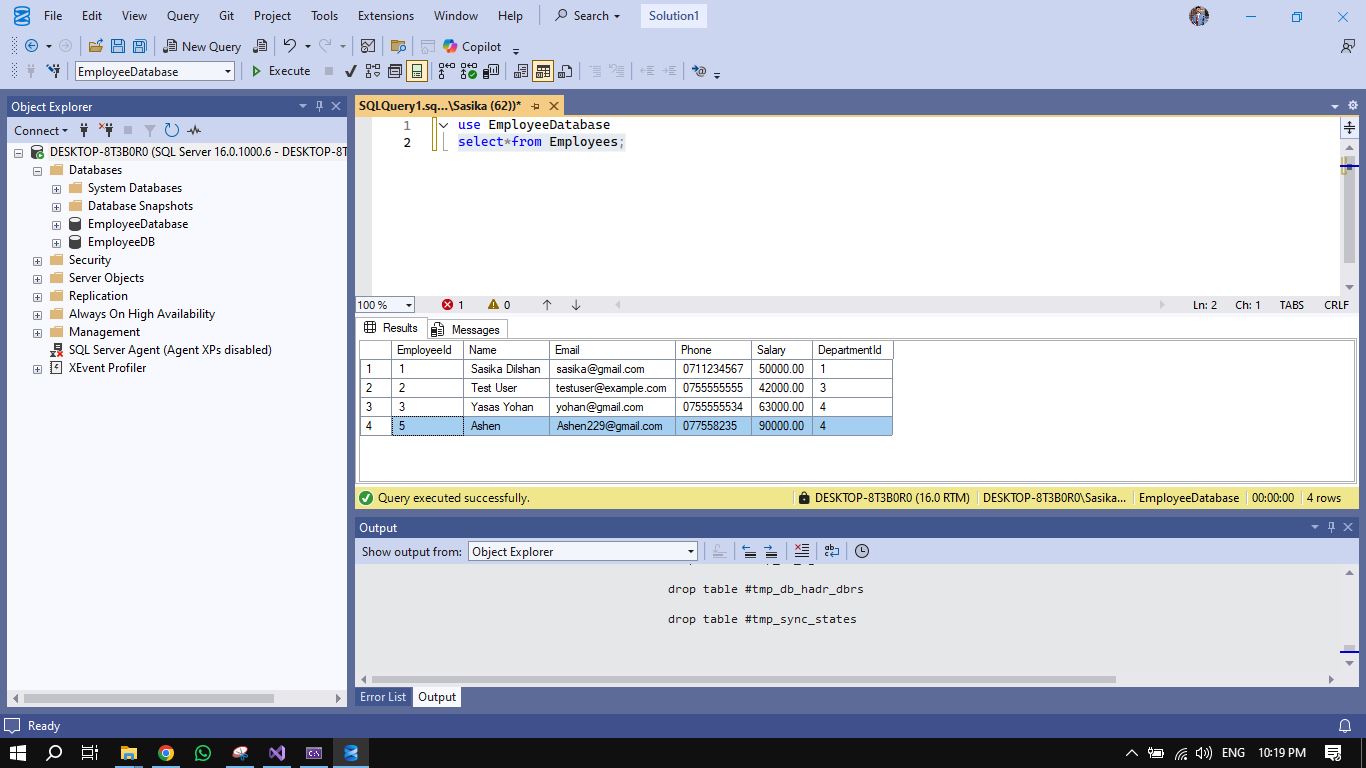 File Edit View Query Git Project Tools Extensions Window Help Search Solution1
New Query Copilot
EmployeeDatabase Execute
Object Explorer
Connect
DESKTOP-8T3B0R0 (SQL Server 16.0.1000.6 - DESKTOP-8T
Databases
System Databases
Database Snapshots
EmployeeDatabase
EmployeeDB
Security
Server Objects
Replication
Always On High Availability
Management
SQL Server Agent (Agent XPs disabled)
XEvent Profiler
SQLQuery1.sq...\Sasika (62))*
1 use EmployeeDatabase
2 select*from Employees;
100 % 1 0 Ln: 2 Ch: 1 TABS CRLF
Results Messages
EmployeeId Name Email Phone Salary DepartmentId
1 1 Sasika Dilshan sasika@gmail.com 0711234567 50000.00 1
2 2 Test User testuser@example.com 0755555555 42000.00 3
3 3 Yasas Yohan yohan@gmail.com 0755555534 63000.00 4
4 5 Ashen Ashen229@gmail.com 077558235 90000.00 4
Query executed successfully. DESKTOP-8T3B0R0 (16.0 RTM) DESKTOP-8T3B0R0\Sasika... EmployeeDatabase 00:00:00 4 rows
Output
Show output from: Object Explorer
drop table #tmp_db_hadr_dbrs
drop table #tmp_sync_states
Error List Output
Ready
ENG 10:19 PM